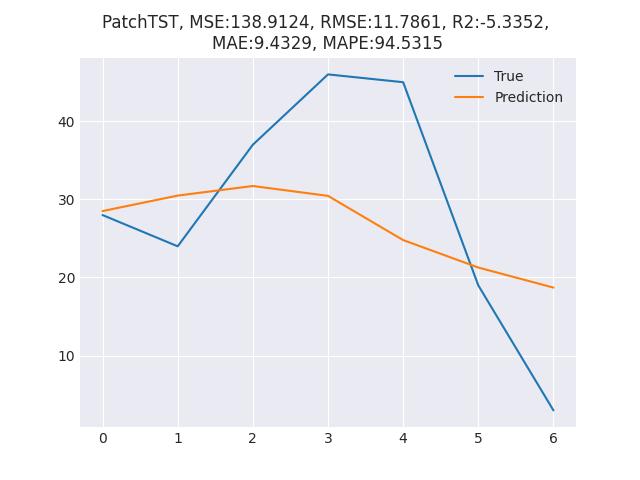 PatchTST, MSE:138.9124, RMSE:11.7861, R2:-5.3352,
MAE:9.4329, MAPE:94.5315
True
Prediction
40
30
20
10
0 1 2 3 4 5 6